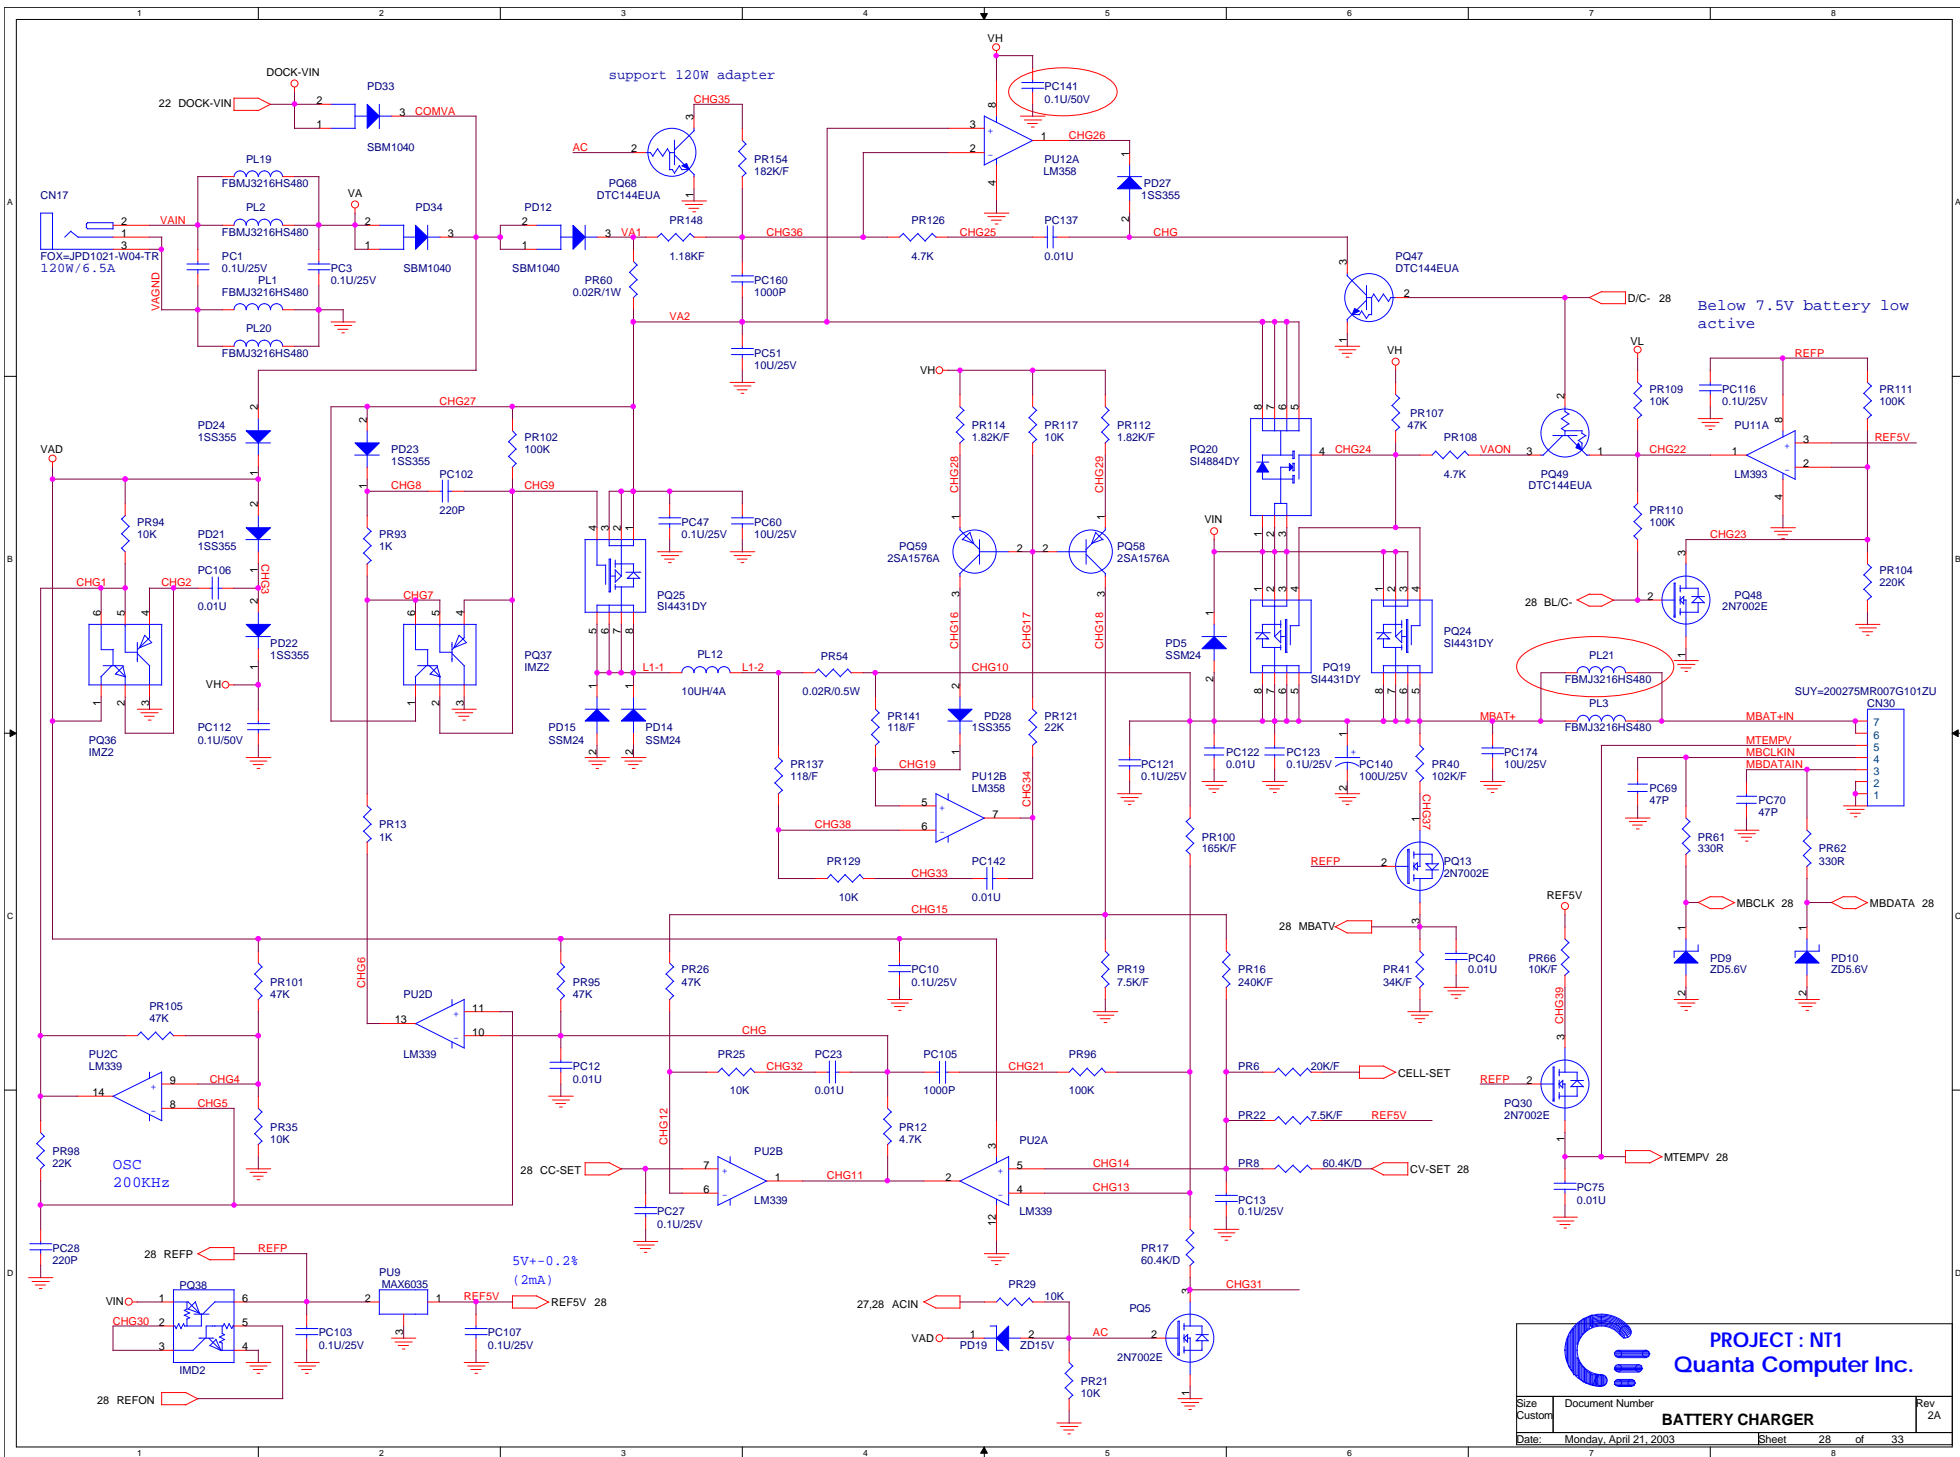 support 120W adapter
DOCK-VIN
22 DOCK-VIN
PD33
COMVA
SBM1040
PL19
FBMJ3216HS480
PL2
FBMJ3216HS480
CN17
VAIN
FOX=JPD1021-W04-TR
120W/6.5A
VAGND
PC1
0.1U/25V
PC3
0.1U/25V
PL1
FBMJ3216HS480
PL20
FBMJ3216HS480
VA
PD34
SBM1040
PD12
SBM1040
VA1
PR148
1.18KF
PR60
0.02R/1W
AC
PQ68
DTC144EUA
CHG35
PR154
182K/F
CHG36
PC160
1000P
VA2
PC51
10U/25V
VH
PC141
0.1U/50V
PU12A
LM358
CHG26
PD27
1SS355
PR126
4.7K
CHG25
PC137
0.01U
CHG
PQ47
DTC144EUA
D/C- 28
Below 7.5V battery low
active
VL
PR109
10K
PC116
0.1U/25V
REFP
PR111
100K
PU11A
LM393
REF5V
CHG22
PQ49
DTC144EUA
VAON
PR108
4.7K
PR107
47K
VH
CHG24
PQ20
SI4884DY
PR110
100K
CHG23
PQ48
2N7002E
PR104
220K
28 BL/C-
PD24
1SS355
VAD
PR94
10K
PD21
1SS355
PC106
0.01U
CHG1
CHG2
CHG3
PD22
1SS355
VH
PC112
0.1U/50V
PQ36
IMZ2
CHG27
PD23
1SS355
PR102
100K
PC102
220P
CHG8
CHG9
PR93
1K
CHG7
PQ37
IMZ2
PQ25
SI4431DY
PC47
0.1U/25V
PC60
10U/25V
L1-1
PL12
10UH/4A
L1-2
PR54
0.02R/0.5W
PD15
SSM24
PD14
SSM24
VH
PR114
1.82K/F
PR117
10K
PR112
1.82K/F
CHG28
CHG29
PQ59
2SA1576A
PQ58
2SA1576A
CHG16
CHG17
CHG18
CHG10
PR141
118/F
PD28
1SS355
PR121
22K
CHG19
PU12B
LM358
CHG34
PR137
118/F
CHG38
PR129
10K
CHG33
PC142
0.01U
VIN
PD5
SSM24
PQ19
SI4431DY
PQ24
SI4431DY
PC121
0.1U/25V
PC122
0.01U
PC123
0.1U/25V
PC140
100U/25V
PR40
102K/F
PC174
10U/25V
MBAT+
PL21
FBMJ3216HS480
PL3
FBMJ3216HS480
SUY=200275MR007G101ZU
CN30
MBAT+IN
MTEMPV
MBCLKIN
MBDATAIN
PC69
47P
PC70
47P
PR61
330R
PR62
330R
MBCLK 28
MBDATA 28
PD9
ZD5.6V
PD10
ZD5.6V
PR100
165K/F
CHG37
REFP
PQ13
2N7002E
28 MBATV
PR41
34K/F
PC40
0.01U
REF5V
PR66
10K/F
CHG39
REFP
PQ30
2N7002E
MTEMPV 28
PC75
0.01U
PR13
1K
CHG6
CHG15
PR101
47K
PR105
47K
PU2C
LM339
CHG4
CHG5
PR98
22K
PR35
10K
OSC
200KHz
PC28
220P
PU2D
LM339
PR95
47K
PC12
0.01U
CHG
PR26
47K
PC10
0.1U/25V
PR19
7.5K/F
PR16
240K/F
PR25
10K
CHG32
PC23
0.01U
PC105
1000P
CHG21
PR96
100K
PR12
4.7K
CHG12
28 CC-SET
PU2B
LM339
CHG11
PC27
0.1U/25V
PU2A
LM339
CHG14
CHG13
PR6
20K/F
CELL-SET
PR22
7.5K/F
REF5V
PR8
60.4K/D
CV-SET 28
PC13
0.1U/25V
PR17
60.4K/D
CHG31
28 REFP
REFP
PQ38
IMD2
VIN
CHG30
28 REFON
PC103
0.1U/25V
PU9
MAX6035
5V+-0.2%
(2mA)
REF5V
REF5V 28
PC107
0.1U/25V
27,28 ACIN
PR29
10K
VAD
PD19
ZD15V
AC
PR21
10K
PQ5
2N7002E
PROJECT : NT1
Quanta Computer Inc.
Size
Custom
Document Number
BATTERY CHARGER
Rev
2A
Date: Monday, April 21, 2003
Sheet 28 of 33